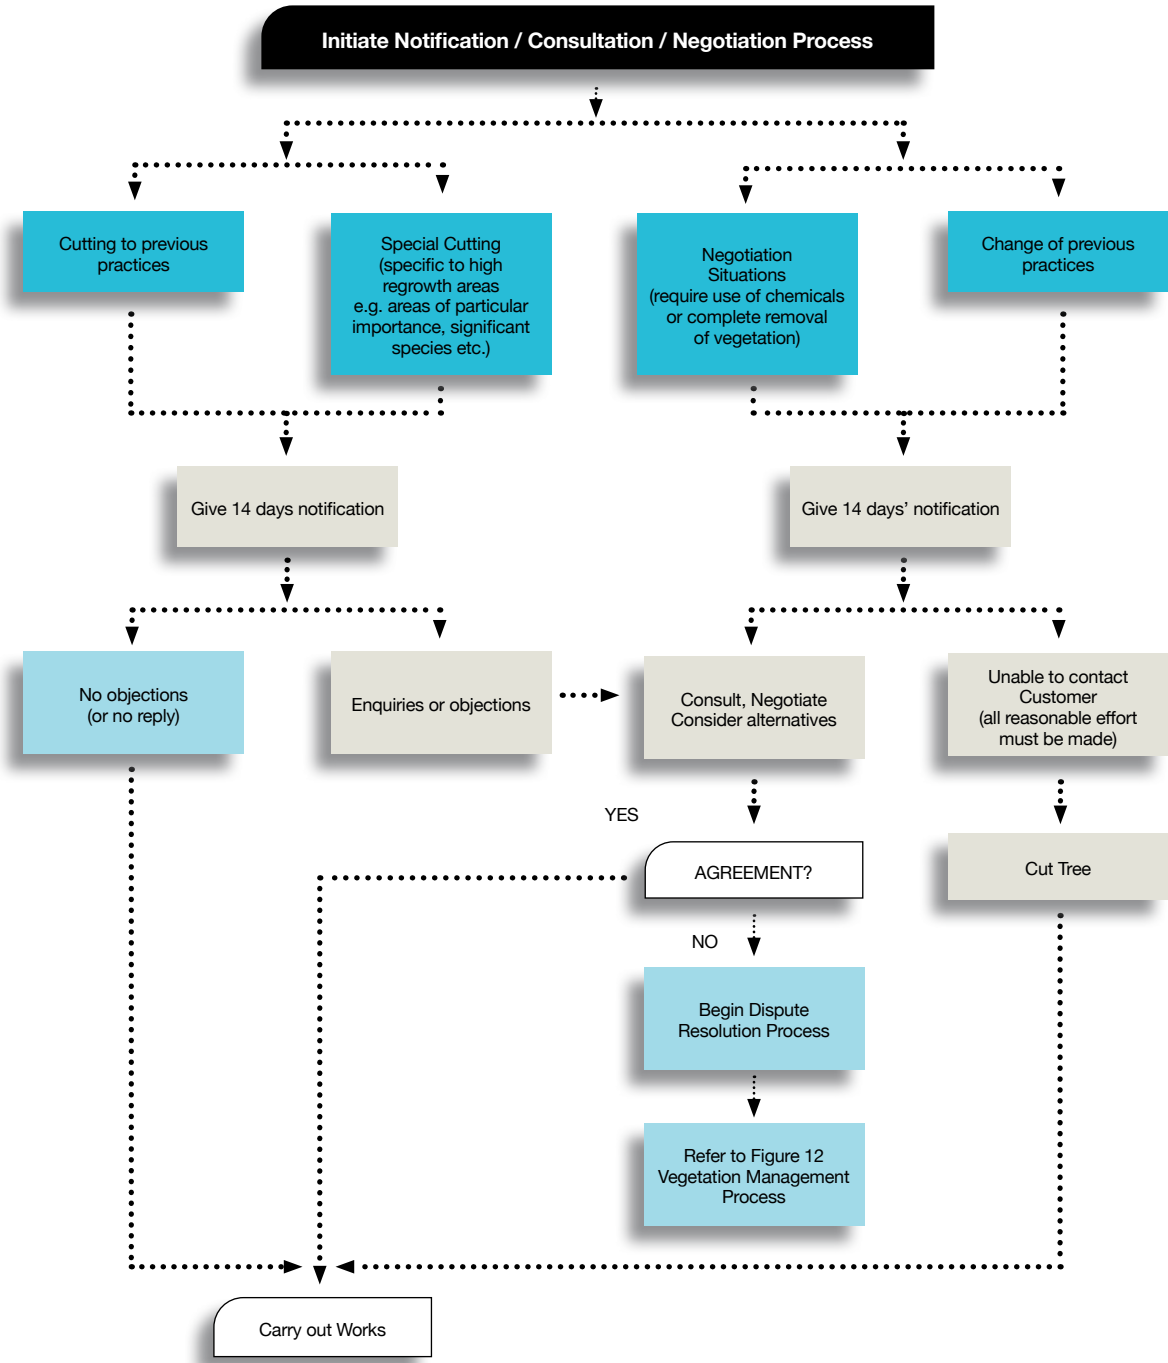 Initiate Notification / Consultation / Negotiation Process
Cutting to previous
practices
Special Cutting
(specific to high
regrowth areas
e.g. areas of particular
importance, significant
species etc.)
Negotiation
Situations
(require use of chemicals
or complete removal
of vegetation)
Change of previous
practices
Give 14 days notification
Give 14 days’ notification
No objections
(or no reply)
Enquiries or objections
Consult, Negotiate
Consider alternatives
Unable to contact
Customer
(all reasonable effort
must be made)
YES
AGREEMENT?
Cut Tree
NO
Begin Dispute
Resolution Process
Refer to Figure 12
Vegetation Management
Process
Carry out Works